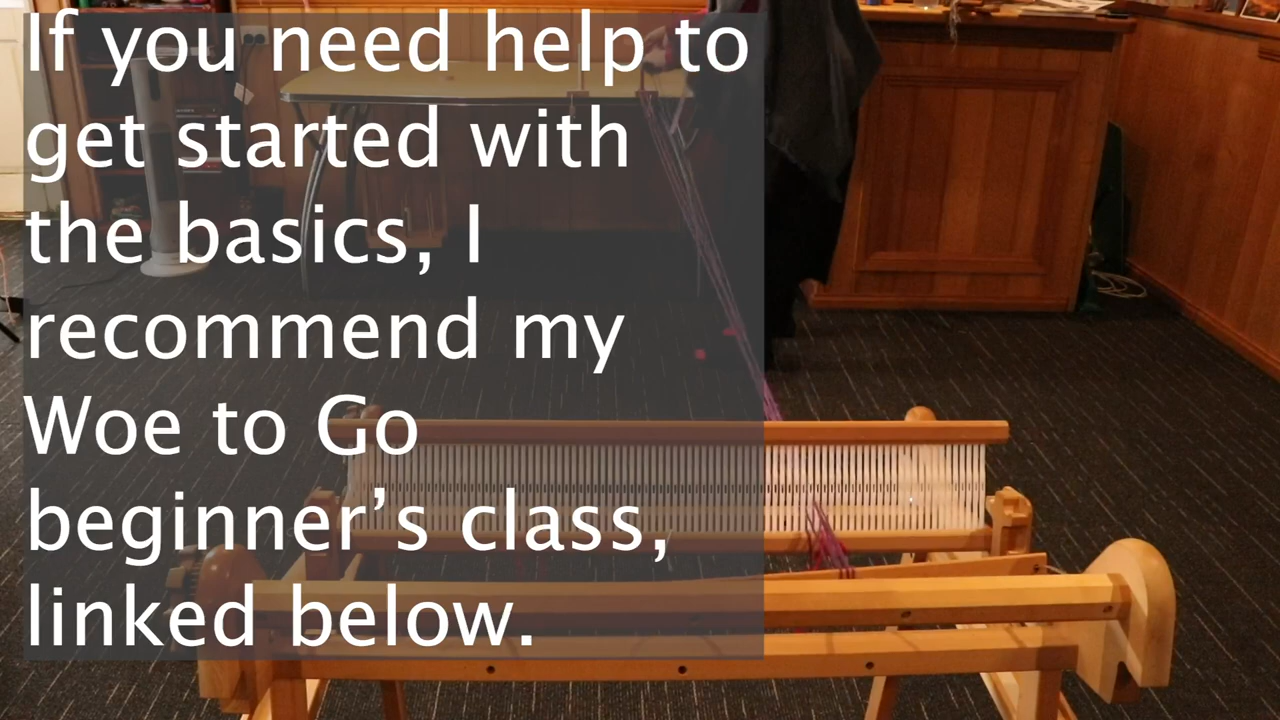 If you need help to
get started with
the basics, I
recommend my
Woe to Go
beginner’s class,
linked below.